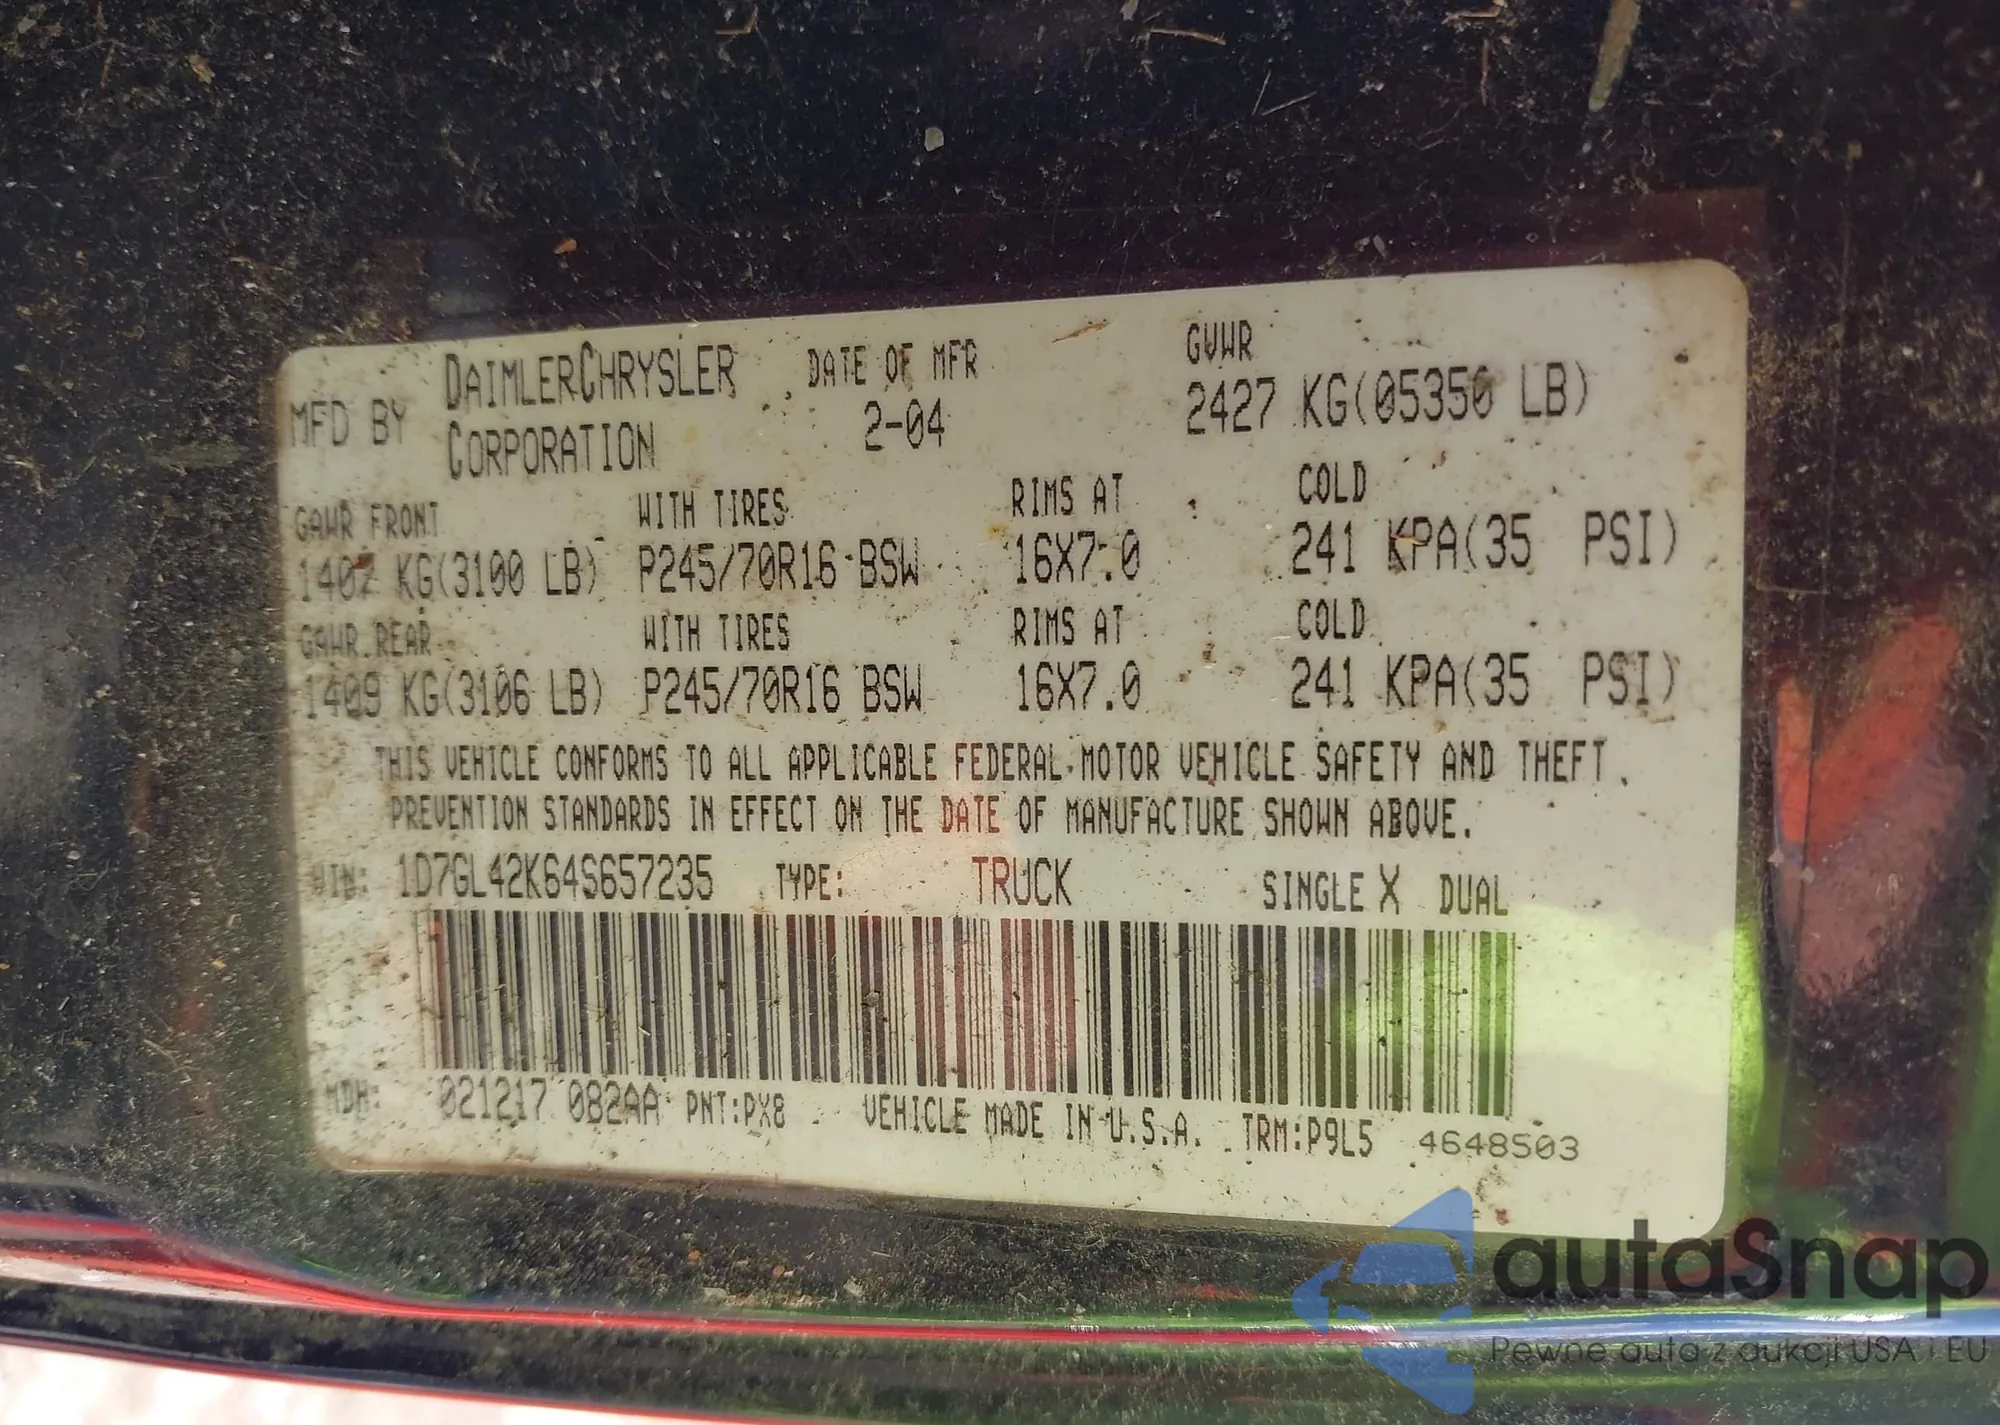 MFD BY DAIMLERCHRYSLER CORPORATION DATE OF MFR 2-04 GVWR 2427 KG(05350 LB)
GAWR FRONT WITH TIRES RIMS AT COLD
1407 KG(3100 LB) P245/70R16 BSW 16X7.0 241 KPA(35 PSI)
GAWR REAR WITH TIRES RIMS AT COLD
1409 KG(3106 LB) P245/70R16 BSW 16X7.0 241 KPA(35 PSI)
THIS VEHICLE CONFORMS TO ALL APPLICABLE FEDERAL MOTOR VEHICLE SAFETY AND THEFT
PREVENTION STANDARDS IN EFFECT ON THE DATE OF MANUFACTURE SHOWN ABOVE.
VIN: 1D7GL42K64S657235 TYPE: TRUCK SINGLE X DUAL
MDH: 021217 082AA PNT:PX8 VEHICLE MADE IN U.S.A. TRM:P9L5 4648503
autaSnap
Pewne auta z aukcji USA i EU